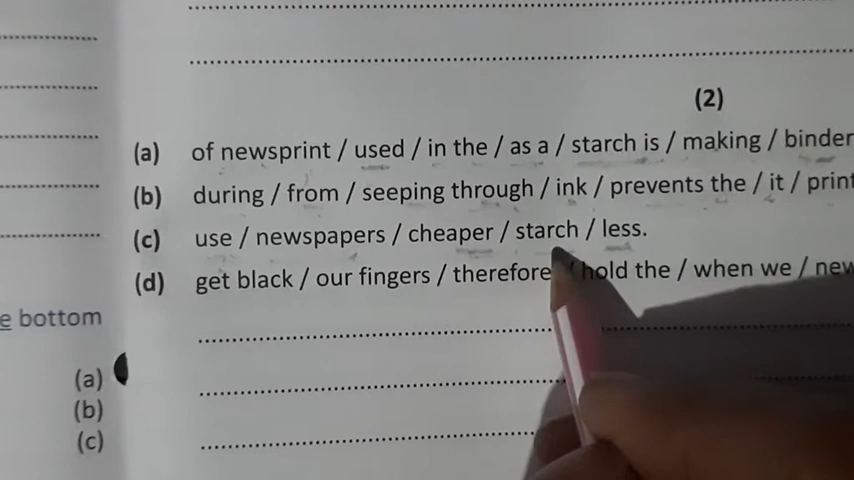 (2)
(a) of newsprint / used / in the / as a / starch is / making / binder
(b) during / from / seeping through / ink / prevents the / it / print
(c) use / newspapers / cheaper / starch / less.
(d) get black / our fingers / therefore / hold the / when we / new
e bottom
(a)
(b)
(c)